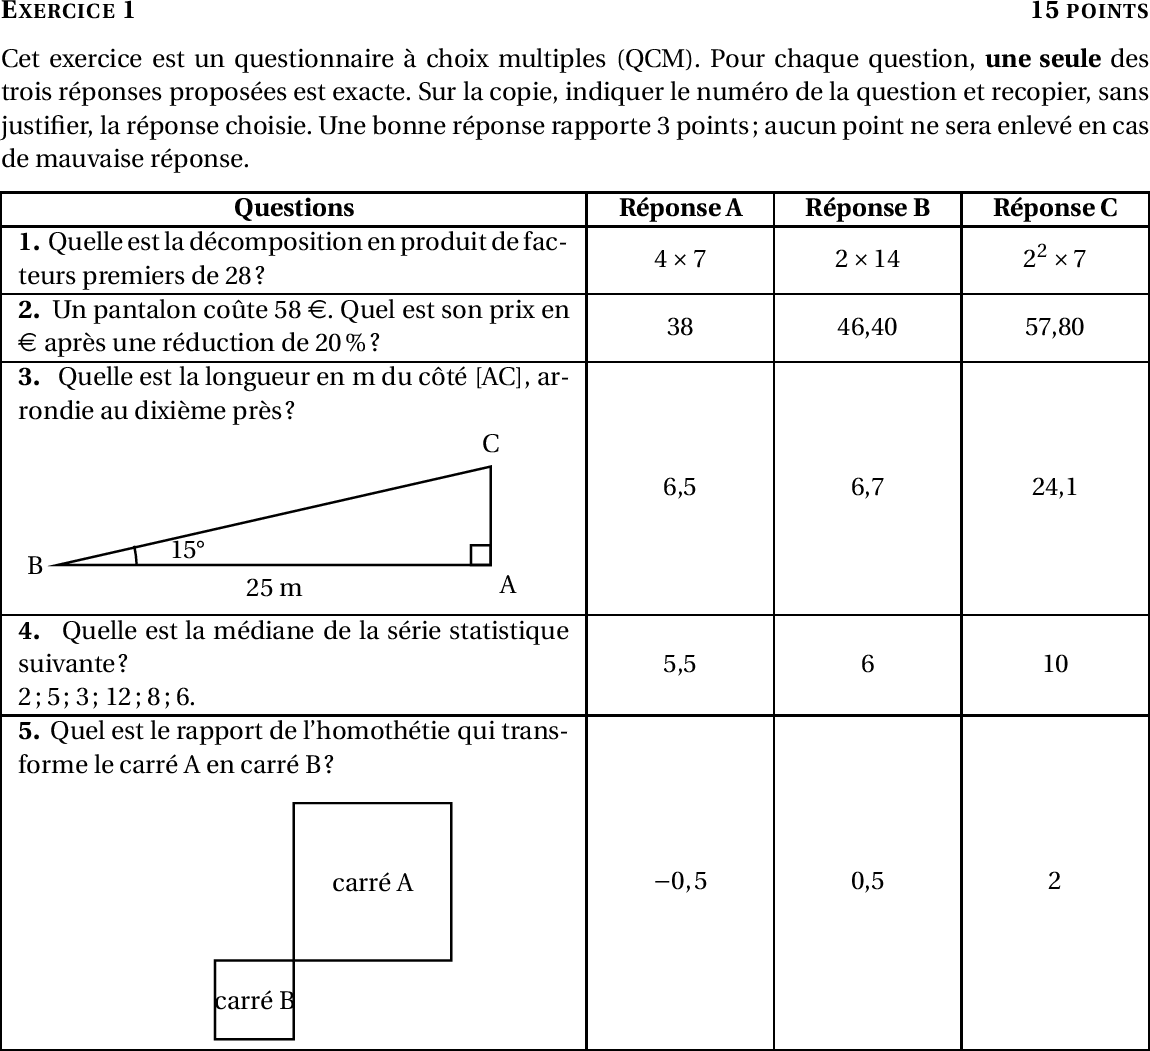 EXERCICE 1 15 POINTS
Cet exercice est un questionnaire à choix multiples (QCM). Pour chaque question, une seule des
trois réponses proposées est exacte. Sur la copie, indiquer le numéro de la question et recopier, sans
justifier, la réponse choisie. Une bonne réponse rapporte 3 points ; aucun point ne sera enlevé en cas
de mauvaise réponse.
Questions Réponse A Réponse B Réponse C
1. Quelle est la décomposition en produit de fac-
teurs premiers de 28 ?
4 × 7 2 × 14 2² × 7
2. Un pantalon coûte 58 €. Quel est son prix en
€ après une réduction de 20 % ?
38 46,40 57,80
3. Quelle est la longueur en m du côté [AC], ar-
rondie au dixième près ?
C
15°
B
25 m
A
6,5 6,7 24,1
4. Quelle est la médiane de la série statistique
suivante ?
2 ; 5 ; 3 ; 12 ; 8 ; 6.
5,5 6 10
5. Quel est le rapport de l'homothétie qui trans-
forme le carré A en carré B ?
carré A
carré B
−0,5 0,5 2